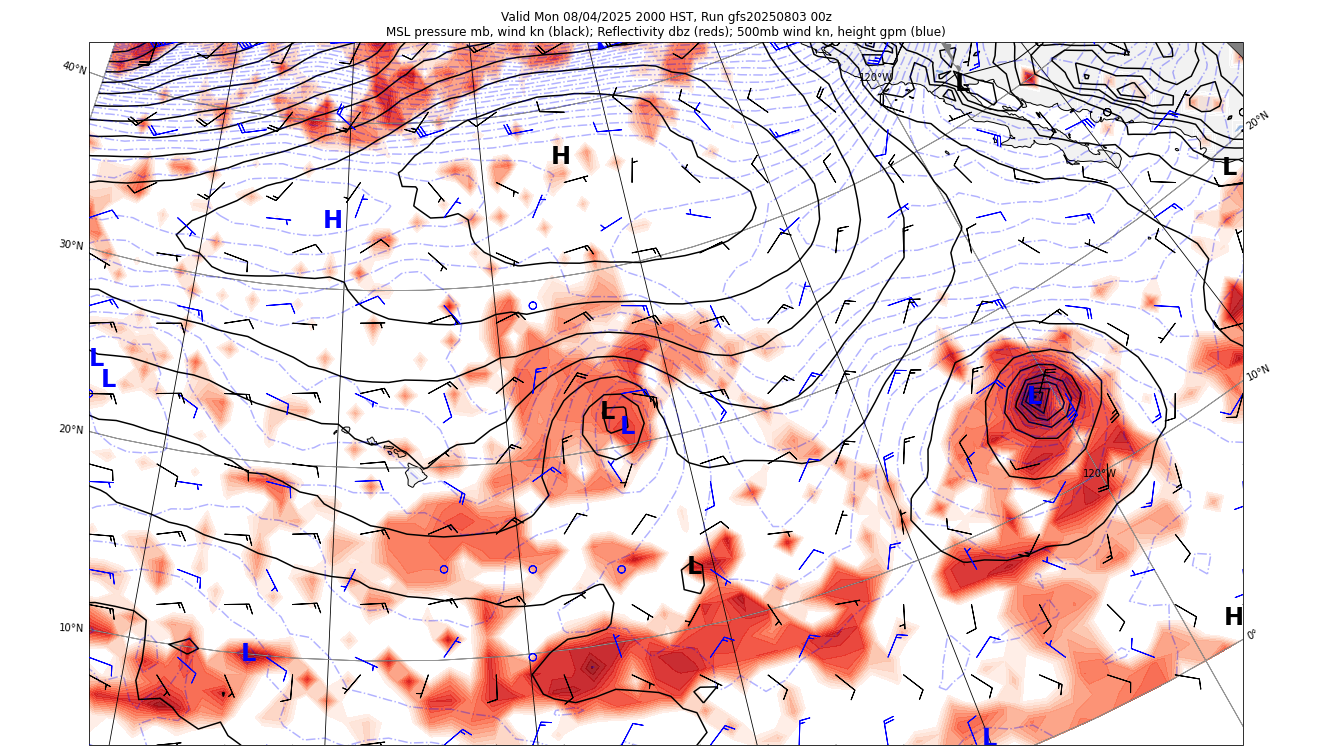 Valid Mon 08/04/2025 2000 HST, Run gfs20250803 00z
MSL pressure mb, wind kn (black); Reflectivity dbz (reds); 500mb wind kn, height gpm (blue)
40°N
120°W
L
20°N
H
L
H
30°N
L
L
10°N
L
L
L
20°N
120°W
L
H
10°N
0°
L
L